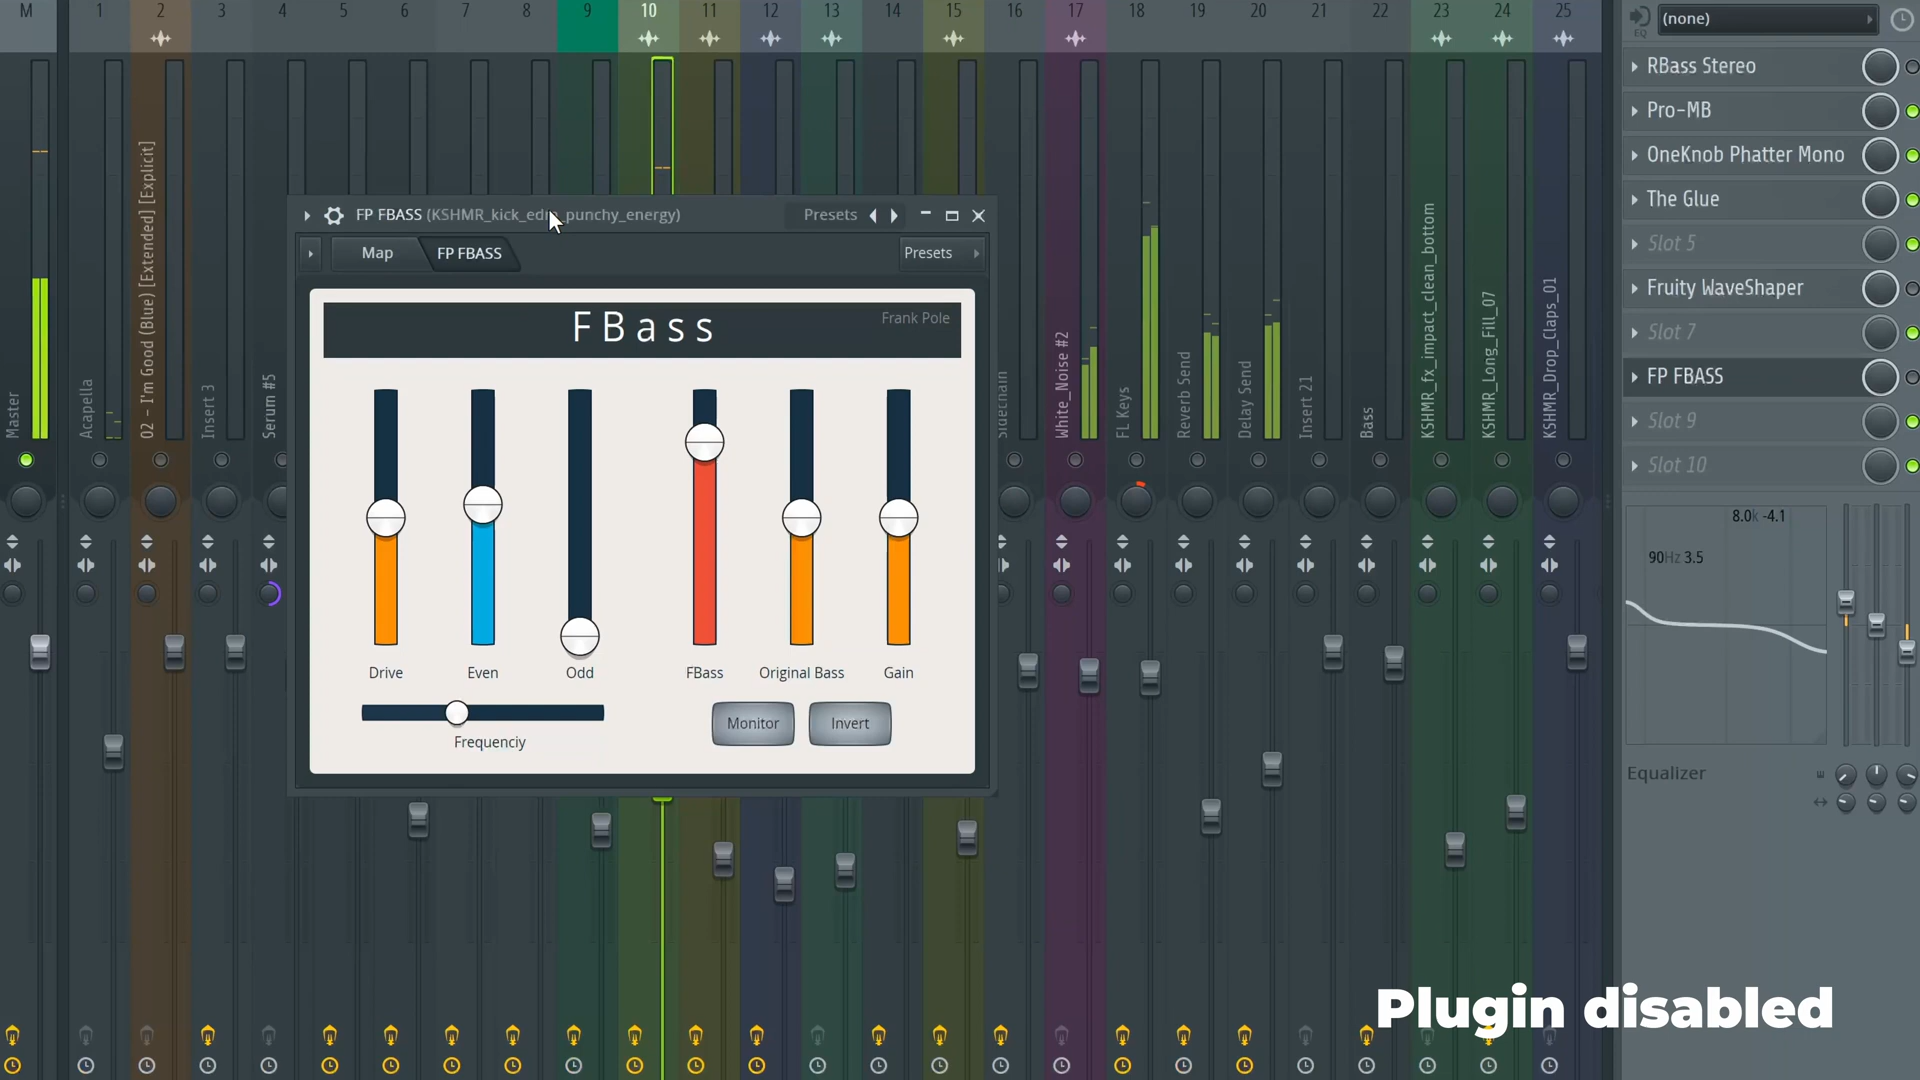 M 1 2 3 4 5 6 7 8 9 10 11 12 13 14 15 16 17 18 19 20 21 22 23 24 25
(none)
EQ
RBass Stereo
Pro-MB
OneKnob Phatter Mono
The Glue
Slot 5
Fruity WaveShaper
Slot 7
FP FBASS
Slot 9
Slot 10
8.0k -4.1
90Hz 3.5
Equalizer
Master
Acapella
02 - I'm Good (Blue) [Extended] [Explicit]
Insert 3
Serum #5
White_Noise #2
FL Keys
Reverb Send
Delay Send
Insert 21
Bass
KSHMR_fx_impact_clean_bottom
KSHMR_Long_Fill_07
KSHMR_Drop_Claps_01
FP FBASS (KSHMR_kick_edm_punchy_energy)
Presets
Map
FP FBASS
Presets
FBass
Frank Pole
Drive Even Odd FBass Original Bass Gain
Monitor Invert
Frequenciy
Plugin disabled